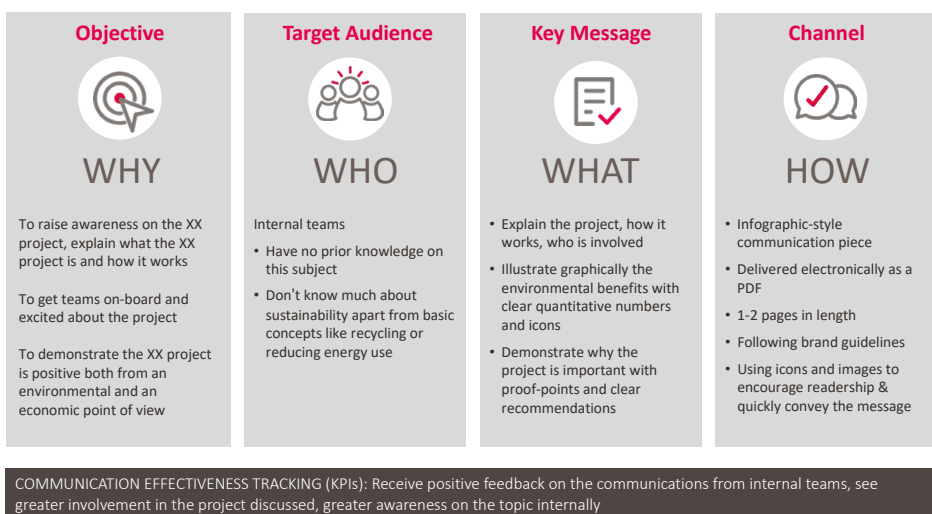 Objective
WHY
To raise awareness on the XX
project, explain what the XX
project is and how it works
To get teams on-board and
excited about the project
To demonstrate the XX project
is positive both from an
environmental and an
economic point of view
Target Audience
WHO
Internal teams
• Have no prior knowledge on
this subject
• Don't know much about
sustainability apart from basic
concepts like recycling or
reducing energy use
Key Message
WHAT
• Explain the project, how it
works, who is involved
• Illustrate graphically the
environmental benefits with
clear quantitative numbers
and icons
• Demonstrate why the
project is important with
proof-points and clear
recommendations
Channel
HOW
• Infographic-style
communication piece
• Delivered electronically as a
PDF
• 1-2 pages in length
• Following brand guidelines
• Using icons and images to
encourage readership &
quickly convey the message
COMMUNICATION EFFECTIVENESS TRACKING (KPIs): Receive positive feedback on the communications from internal teams, see
greater involvement in the project discussed, greater awareness on the topic internally